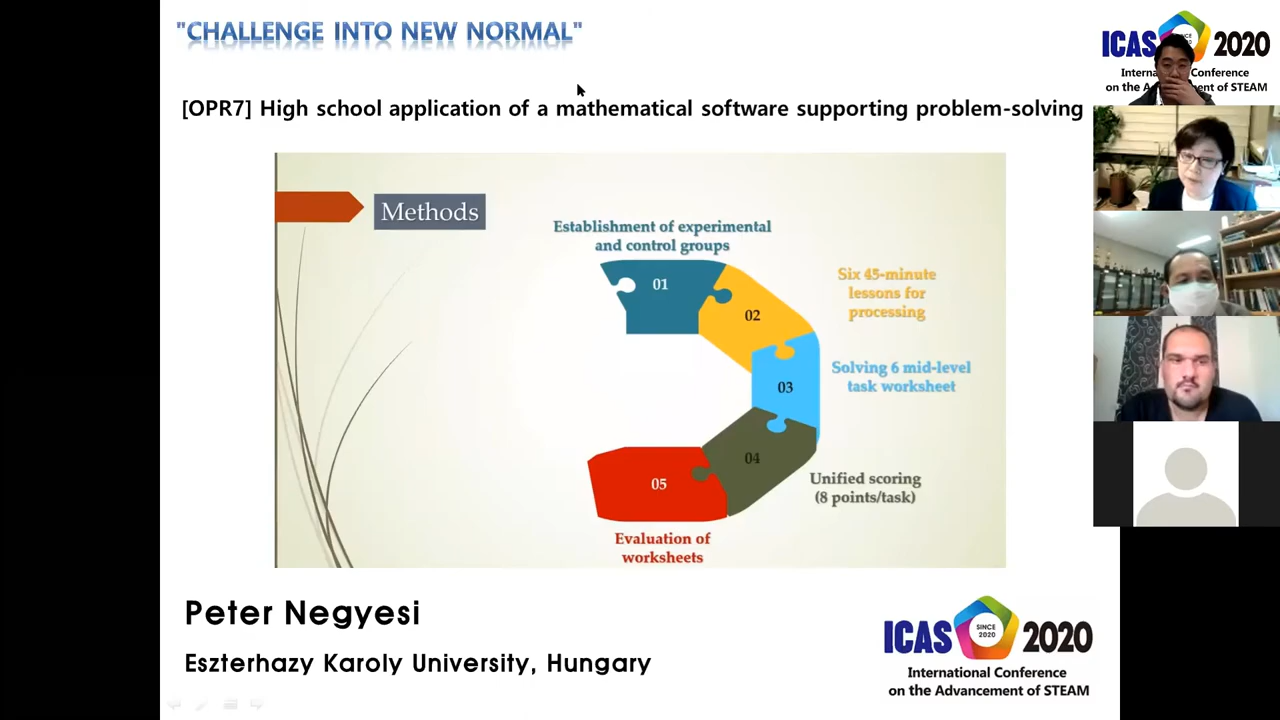 "CHALLENGE INTO NEW NORMAL"
[OPR7] High school application of a mathematical software supporting problem-solving
Methods
Establishment of experimental
and control groups
01
Six 45-minute
lessons for
processing
02
Solving 6 mid-level
task worksheet
03
04
Unified scoring
(8 points/task)
05
Evaluation of
worksheets
Peter Negyesi
Eszterhazy Karoly University, Hungary
ICAS SINCE 2020 2020
International Conference
on the Advancement of STEAM
ICAS 2020
Conference
on the of STEAM